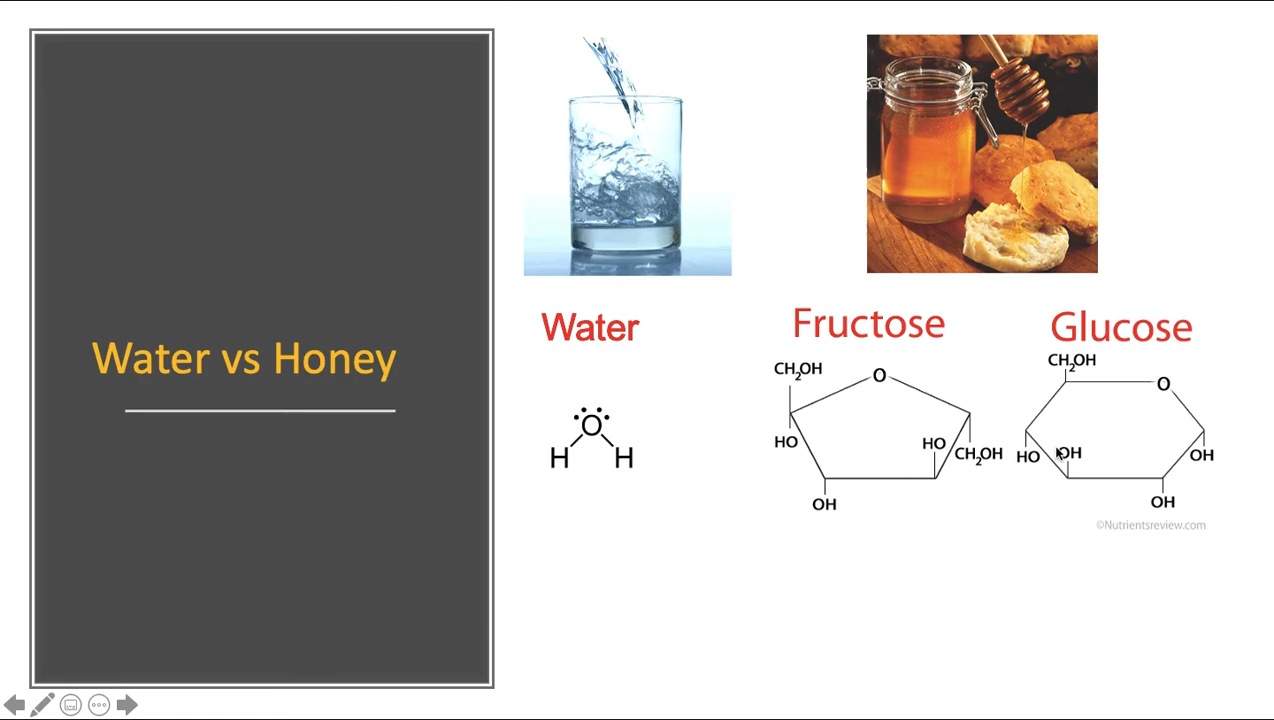 Water vs Honey
Water
Fructose
Glucose
O
H H
CH2OH
O
HO
HO
CH2OH
OH
CH2OH
O
HO
OH
OH
OH
©Nutrientsreview.com